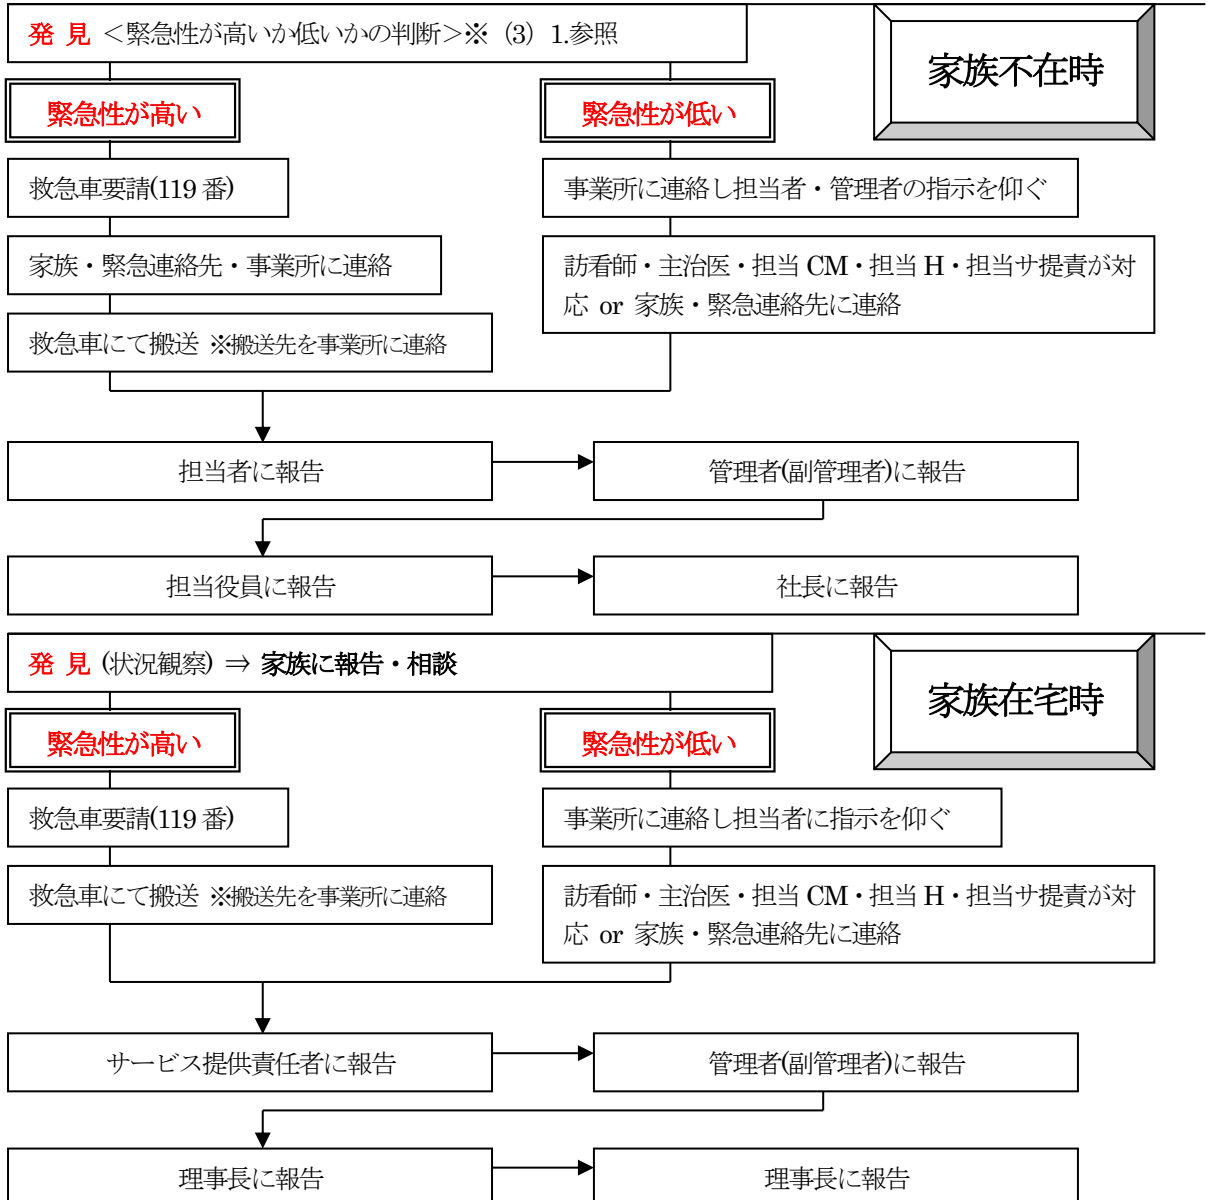 発 見 ＜緊急性が高いか低いかの判断＞※ (3) 1.参照
家族不在時
緊急性が高い
緊急性が低い
救急車要請(119 番)
事業所に連絡し担当者・管理者の指示を仰ぐ
家族・緊急連絡先・事業所に連絡
訪看師・主治医・担当 CM・担当 H・担当サ提責が対
応 or 家族・緊急連絡先に連絡
救急車にて搬送 ※搬送先を事業所に連絡
担当者に報告
管理者(副管理者)に報告
担当役員に報告
社長に報告
発 見 (状況観察) ⇒ 家族に報告・相談
家族在宅時
緊急性が高い
緊急性が低い
救急車要請(119 番)
事業所に連絡し担当者に指示を仰ぐ
救急車にて搬送 ※搬送先を事業所に連絡
訪看師・主治医・担当 CM・担当 H・担当サ提責が対
応 or 家族・緊急連絡先に連絡
サービス提供責任者に報告
管理者(副管理者)に報告
理事長に報告
理事長に報告